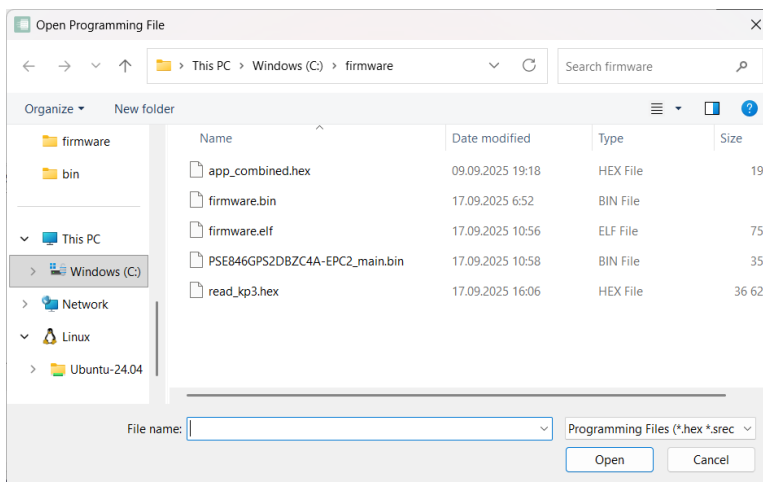 Open Programming File
This PC > Windows (C:) > firmware
Search firmware
Organize
New folder
?
firmware
bin
This PC
Windows (C:)
Network
Linux
Ubuntu-24.04
Name Date modified Type Size
app_combined.hex 09.09.2025 19:18 HEX File 19
firmware.bin 17.09.2025 6:52 BIN File
firmware.elf 17.09.2025 10:56 ELF File 75
PSE846GPS2DBZC4A-EPC2_main.bin 17.09.2025 10:58 BIN File 35
read_kp3.hex 17.09.2025 16:06 HEX File 36 62
File name:
Programming Files (*.hex *.srec
Open
Cancel